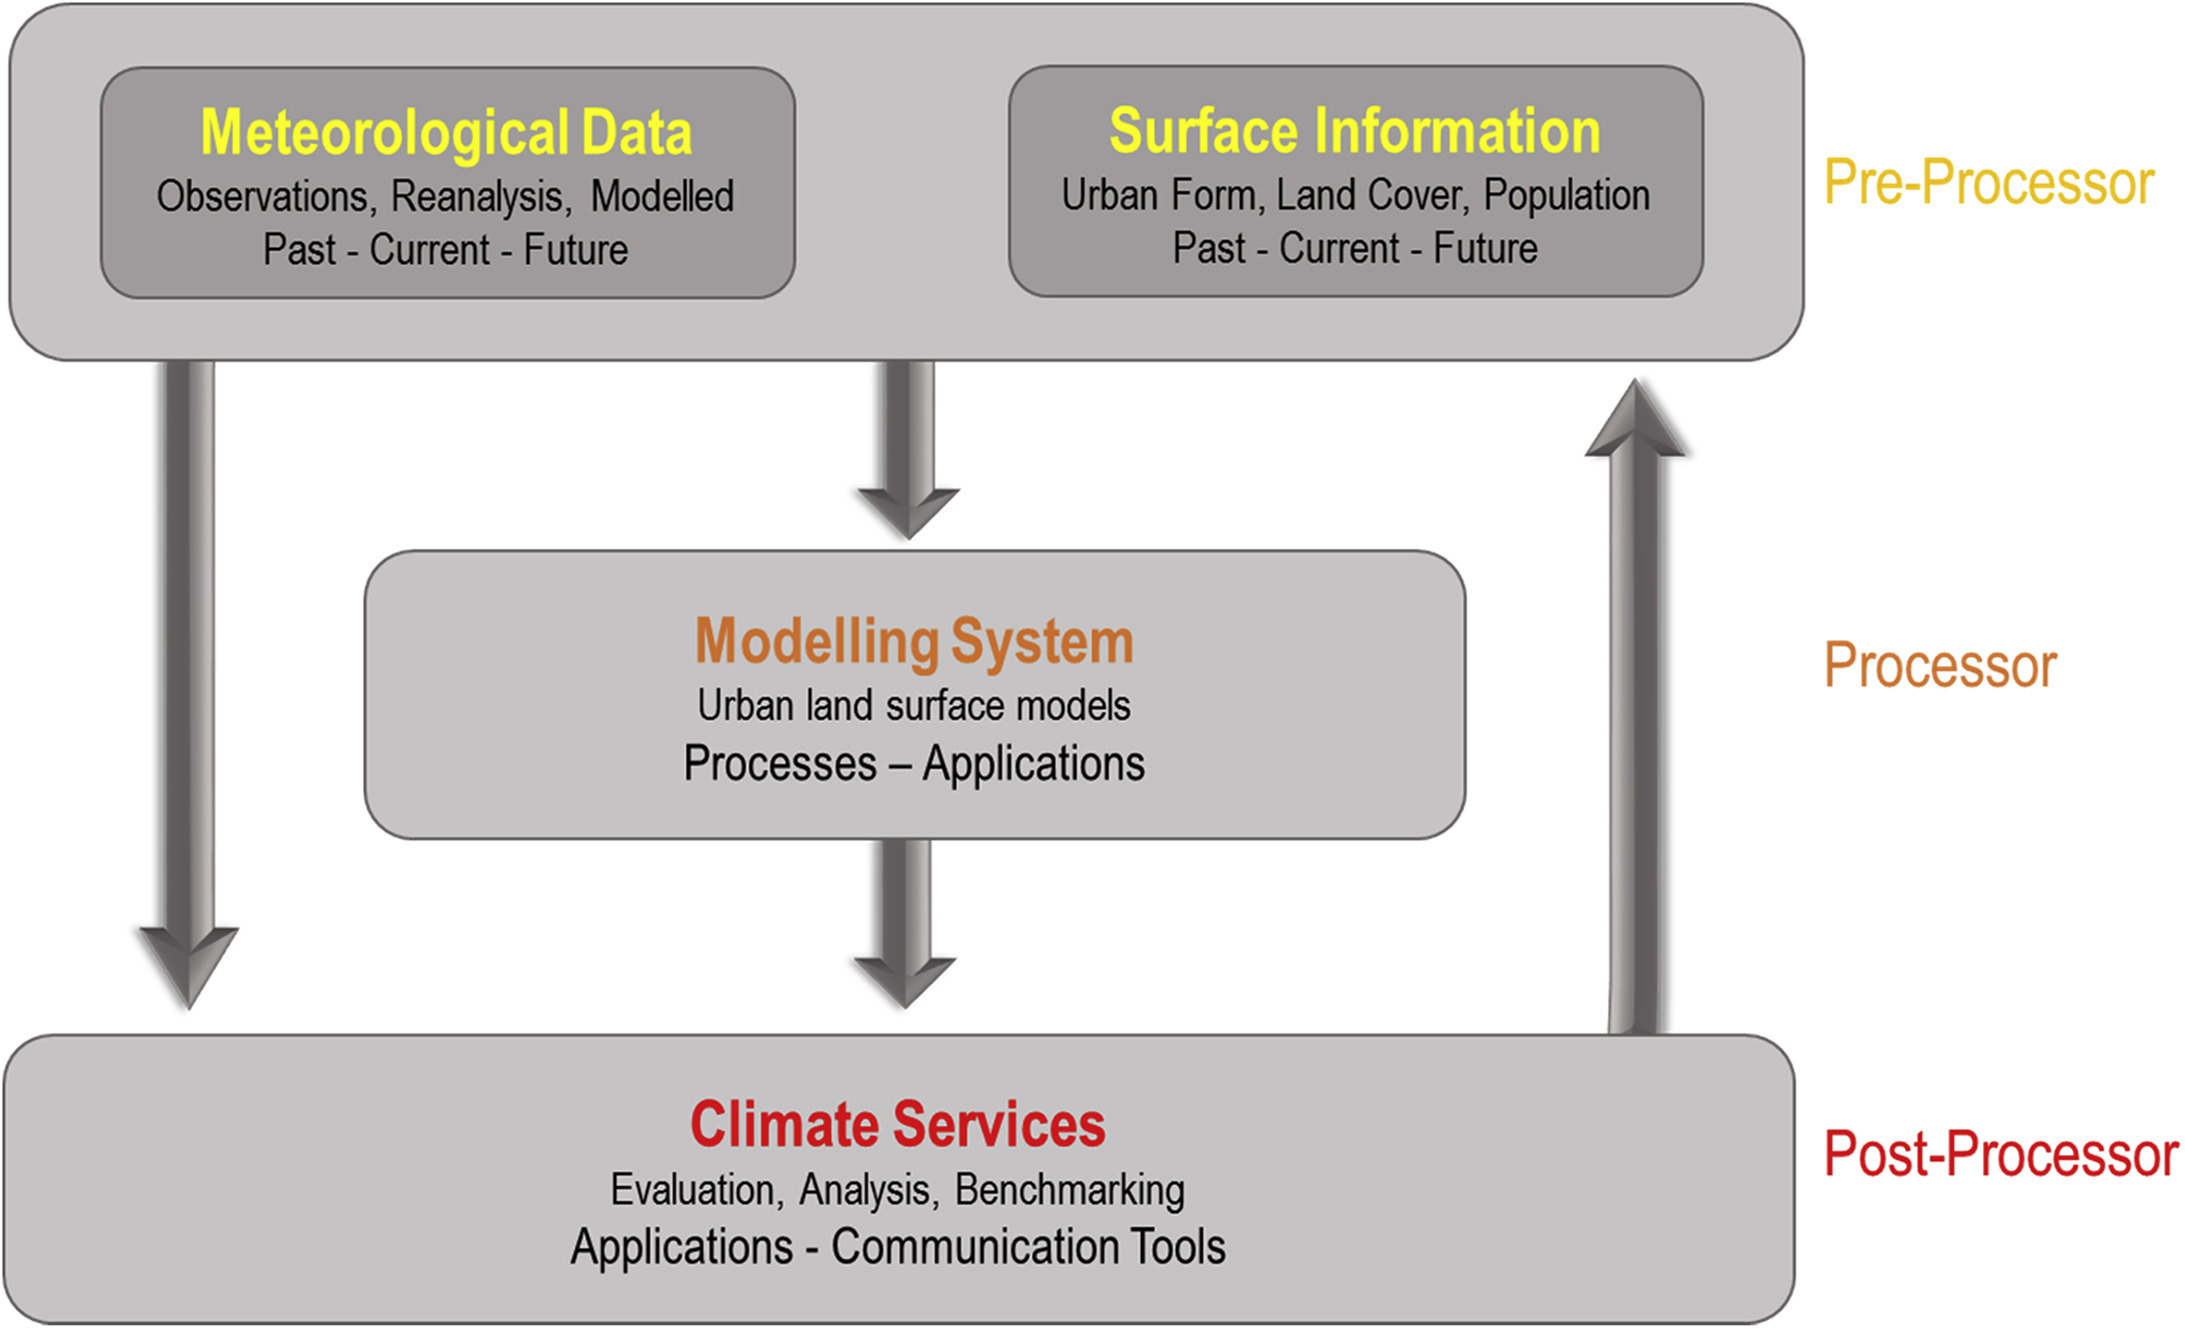 Meteorological Data
Observations, Reanalysis, Modelled
Past - Current - Future
Surface Information
Urban Form, Land Cover, Population
Past - Current - Future
Pre-Processor
Modelling System
Urban land surface models
Processes – Applications
Processor
Climate Services
Evaluation, Analysis, Benchmarking
Applications - Communication Tools
Post-Processor